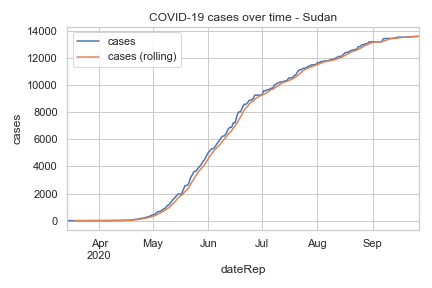 COVID-19 cases over time - Sudan
cases
cases (rolling)
14000
12000
10000
8000
6000
4000
2000
0
cases
Apr
2020
May
Jun
Jul
Aug
Sep
dateRep